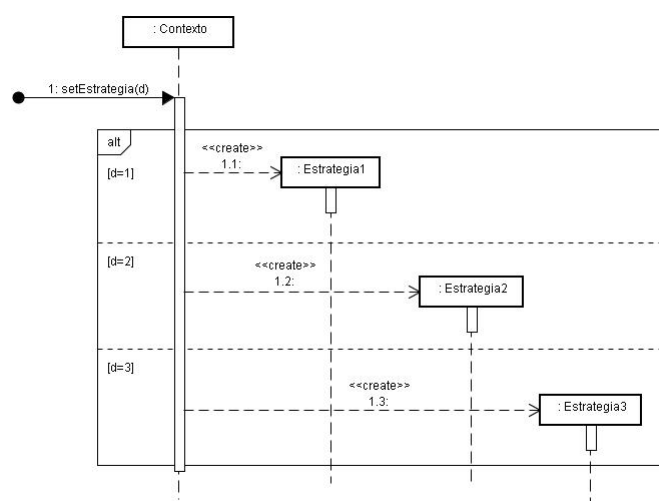 : Contexto
1: setEstrategia(d)
alt
<<create>>
[d=1]
1.1:
: Estrategia1
[d=2]
<<create>>
1.2:
: Estrategia2
[d=3]
<<create>>
1.3:
: Estrategia3